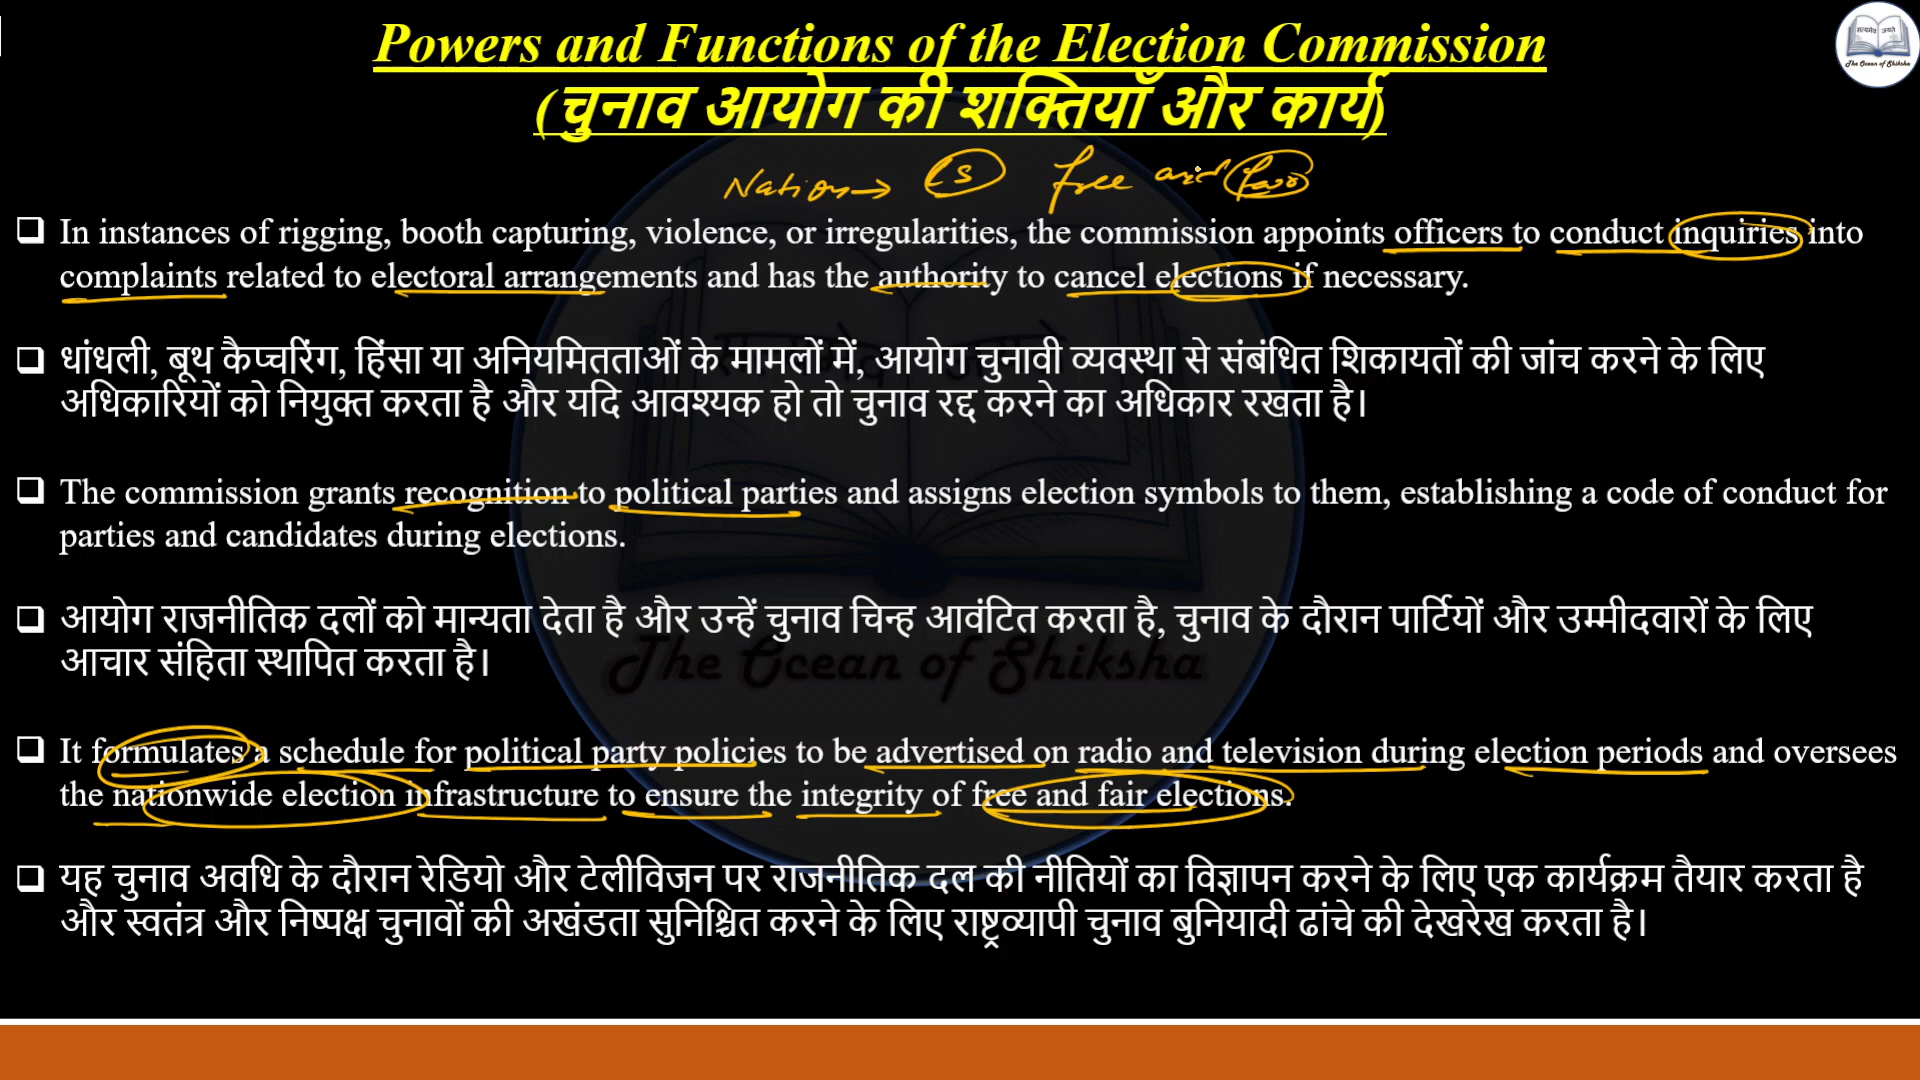 Powers and Functions of the Election Commission
(चुनाव आयोग की शक्तियाँ और कार्य)
सत्यमेव जयते
The Ocean of Shiksha
Nation → free and
In instances of rigging, booth capturing, violence, or irregularities, the commission appoints officers to conduct inquiries into
complaints related to electoral arrangements and has the authority to cancel elections if necessary.
धांधली, बूथ कैप्चरिंग, हिंसा या अनियमितताओं के मामलों में, आयोग चुनावी व्यवस्था से संबंधित शिकायतों की जांच करने के लिए
अधिकारियों को नियुक्त करता है और यदि आवश्यक हो तो चुनाव रद्द करने का अधिकार रखता है।
The commission grants recognition to political parties and assigns election symbols to them, establishing a code of conduct for
parties and candidates during elections.
आयोग राजनीतिक दलों को मान्यता देता है और उन्हें चुनाव चिन्ह आवंटित करता है, चुनाव के दौरान पार्टियों और उम्मीदवारों के लिए
आचार संहिता स्थापित करता है।
The Ocean of Shiksha
It formulates a schedule for political party policies to be advertised on radio and television during election periods and oversees
the nationwide election infrastructure to ensure the integrity of free and fair elections.
यह चुनाव अवधि के दौरान रेडियो और टेलीविजन पर राजनीतिक दल की नीतियों का विज्ञापन करने के लिए एक कार्यक्रम तैयार करता है
और स्वतंत्र और निष्पक्ष चुनावों की अखंडता सुनिश्चित करने के लिए राष्ट्रव्यापी चुनाव बुनियादी ढांचे की देखरेख करता है।